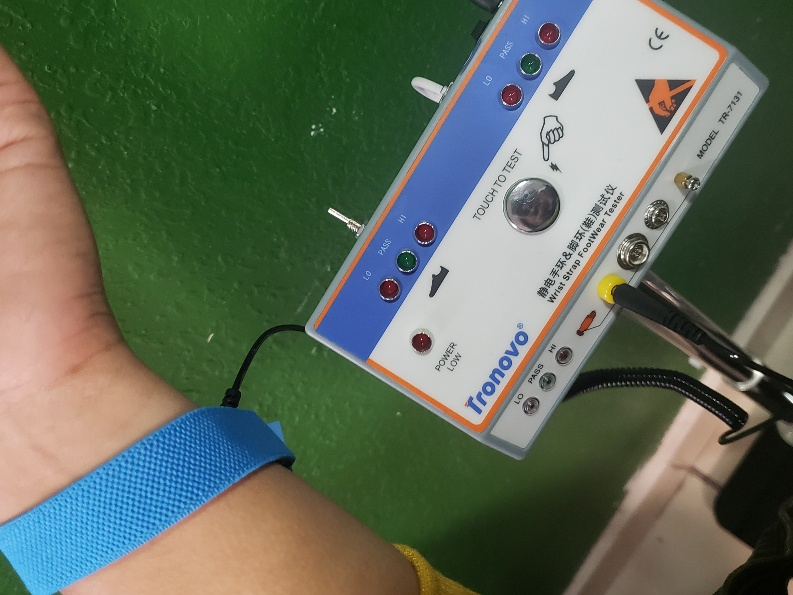 LO PASS HI
LO PASS HI
TOUCH TO TEST
CE
MODEL TR-7131
POWER
LOW
静电手环&脚环(鞋)测试仪
Wrist Strap FootWear Tester
Tronovo®
LO PASS HI